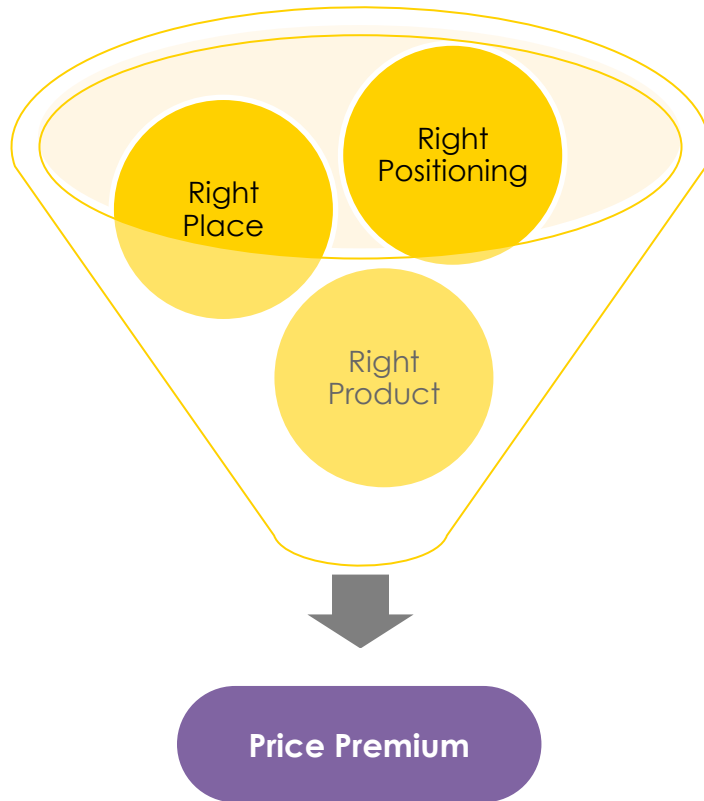 Right
Positioning
Right
Place
Right
Product
Price Premium